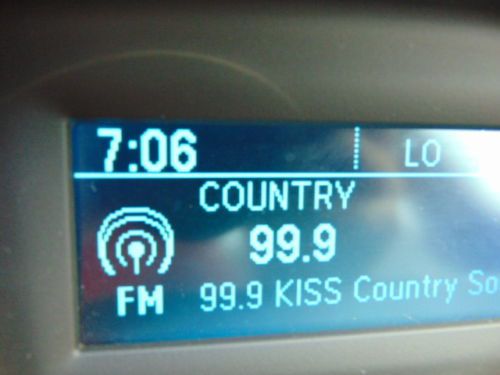 7:06 LO
COUNTRY
99.9
FM 99.9 KISS Country So